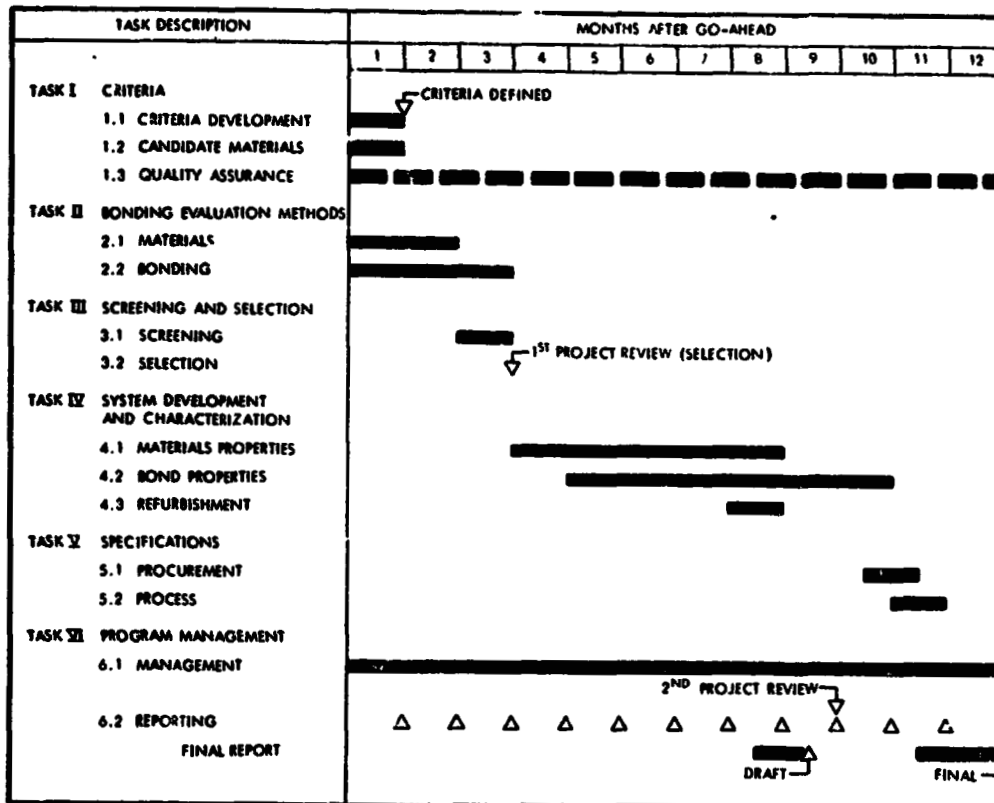 TASK DESCRIPTION
MONTHS AFTER GO-AHEAD
1 2 3 4 5 6 7 8 9 10 11 12
TASK I CRITERIA
CRITERIA DEFINED
1.1 CRITERIA DEVELOPMENT
1.2 CANDIDATE MATERIALS
1.3 QUALITY ASSURANCE
TASK II BONDING EVALUATION METHODS
2.1 MATERIALS
2.2 BONDING
TASK III SCREENING AND SELECTION
3.1 SCREENING
1ST PROJECT REVIEW (SELECTION)
3.2 SELECTION
TASK IV SYSTEM DEVELOPMENT
AND CHARACTERIZATION
4.1 MATERIALS PROPERTIES
4.2 BOND PROPERTIES
4.3 REFURBISHMENT
TASK V SPECIFICATIONS
5.1 PROCUREMENT
5.2 PROCESS
TASK VI PROGRAM MANAGEMENT
6.1 MANAGEMENT
2ND PROJECT REVIEW
6.2 REPORTING
FINAL REPORT
DRAFT
FINAL